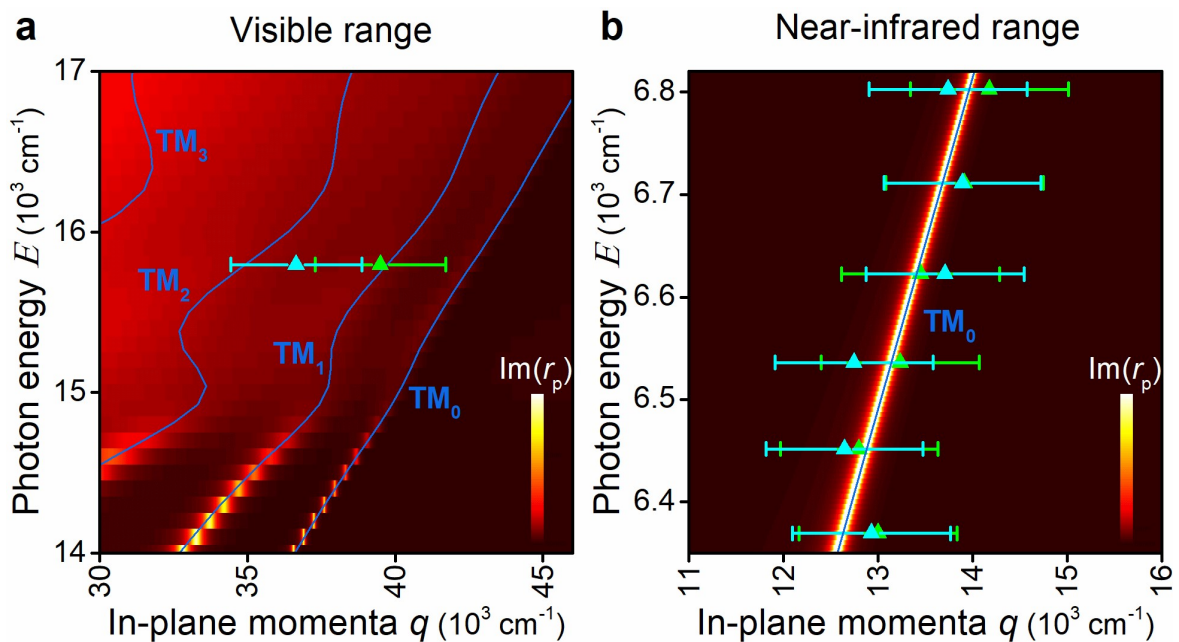 a Visible range
17
16
15
14
Photon energy E (10³ cm⁻¹)
TM₃
TM₂
TM₁
TM₀
Im(rₚ)
30
35
40
45
In-plane momenta q (10³ cm⁻¹)
b Near-infrared range
6.8
6.7
6.6
6.5
6.4
Photon energy E (10³ cm⁻¹)
TM₀
Im(rₚ)
11
12
13
14
15
16
In-plane momenta q (10³ cm⁻¹)